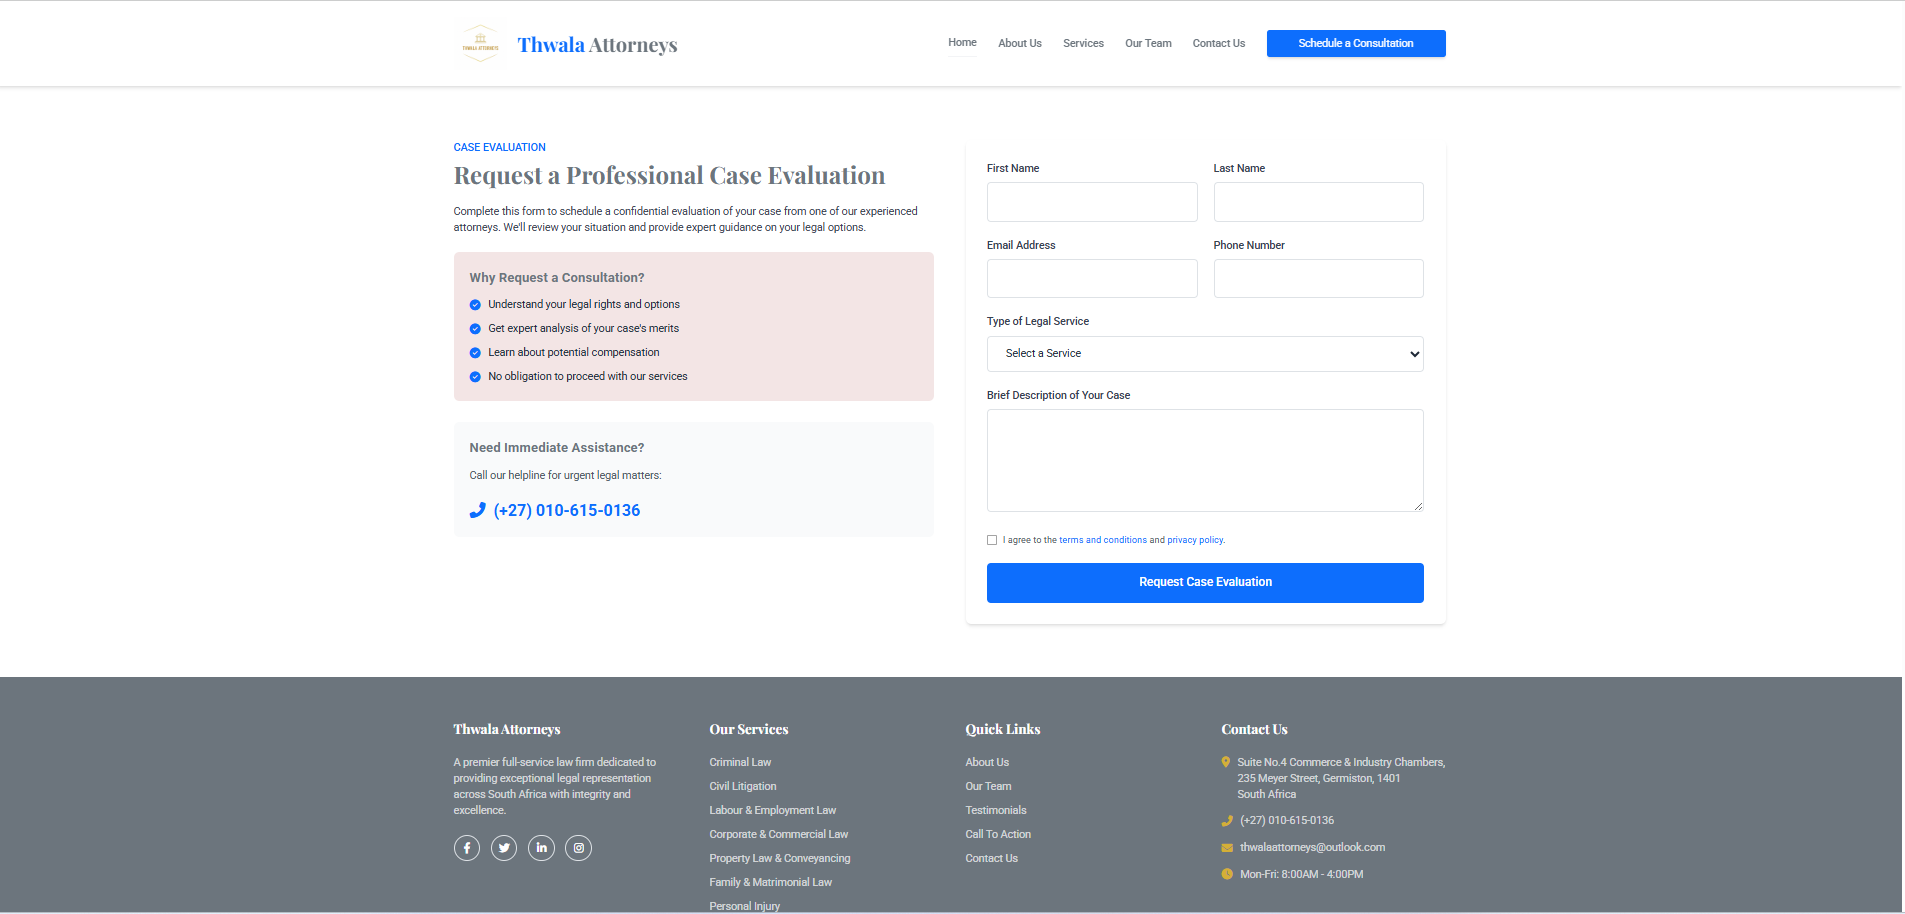 THWALA ATTORNEYS
Thwala Attorneys
Home
About Us
Services
Our Team
Contact Us
Schedule a Consultation
CASE EVALUATION
Request a Professional Case Evaluation
Complete this form to schedule a confidential evaluation of your case from one of our experienced
attorneys. We'll review your situation and provide expert guidance on your legal options.
Why Request a Consultation?
Understand your legal rights and options
Get expert analysis of your case's merits
Learn about potential compensation
No obligation to proceed with our services
Need Immediate Assistance?
Call our helpline for urgent legal matters:
(+27) 010-615-0136
First Name
Last Name
Email Address
Phone Number
Type of Legal Service
Select a Service
Brief Description of Your Case
I agree to the terms and conditions and privacy policy.
Request Case Evaluation
Thwala Attorneys
A premier full-service law firm dedicated to
providing exceptional legal representation
across South Africa with integrity and
excellence.
Our Services
Criminal Law
Civil Litigation
Labour & Employment Law
Corporate & Commercial Law
Property Law & Conveyancing
Family & Matrimonial Law
Personal Injury
Quick Links
About Us
Our Team
Testimonials
Call To Action
Contact Us
Contact Us
Suite No.4 Commerce & Industry Chambers,
235 Meyer Street, Germiston, 1401
South Africa
(+27) 010-615-0136
thwalaattorneys@outlook.com
Mon-Fri: 8:00AM - 4:00PM